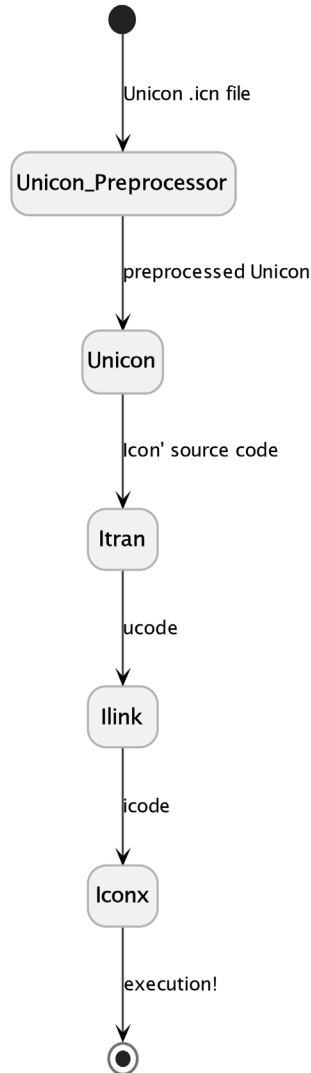 Unicon .icn file
Unicon_Preprocessor
preprocessed Unicon
Unicon
Icon' source code
Itran
ucode
Ilink
icode
Iconx
execution!